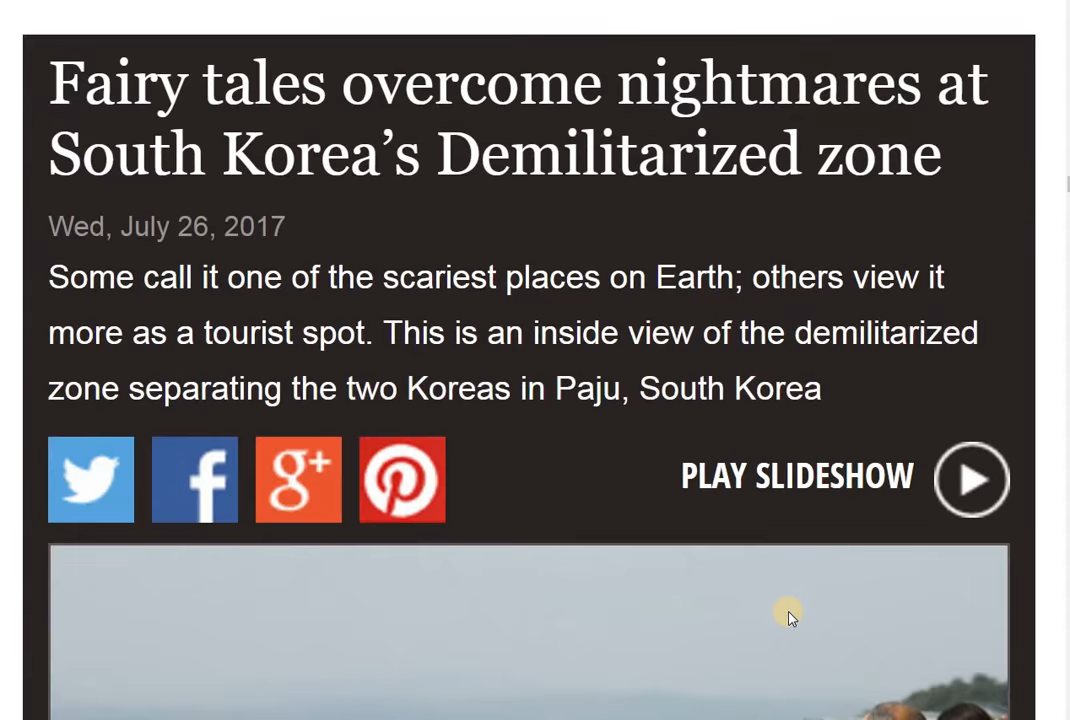 Fairy tales overcome nightmares at
South Korea’s Demilitarized zone
Wed, July 26, 2017
Some call it one of the scariest places on Earth; others view it
more as a tourist spot. This is an inside view of the demilitarized
zone separating the two Koreas in Paju, South Korea
PLAY SLIDESHOW